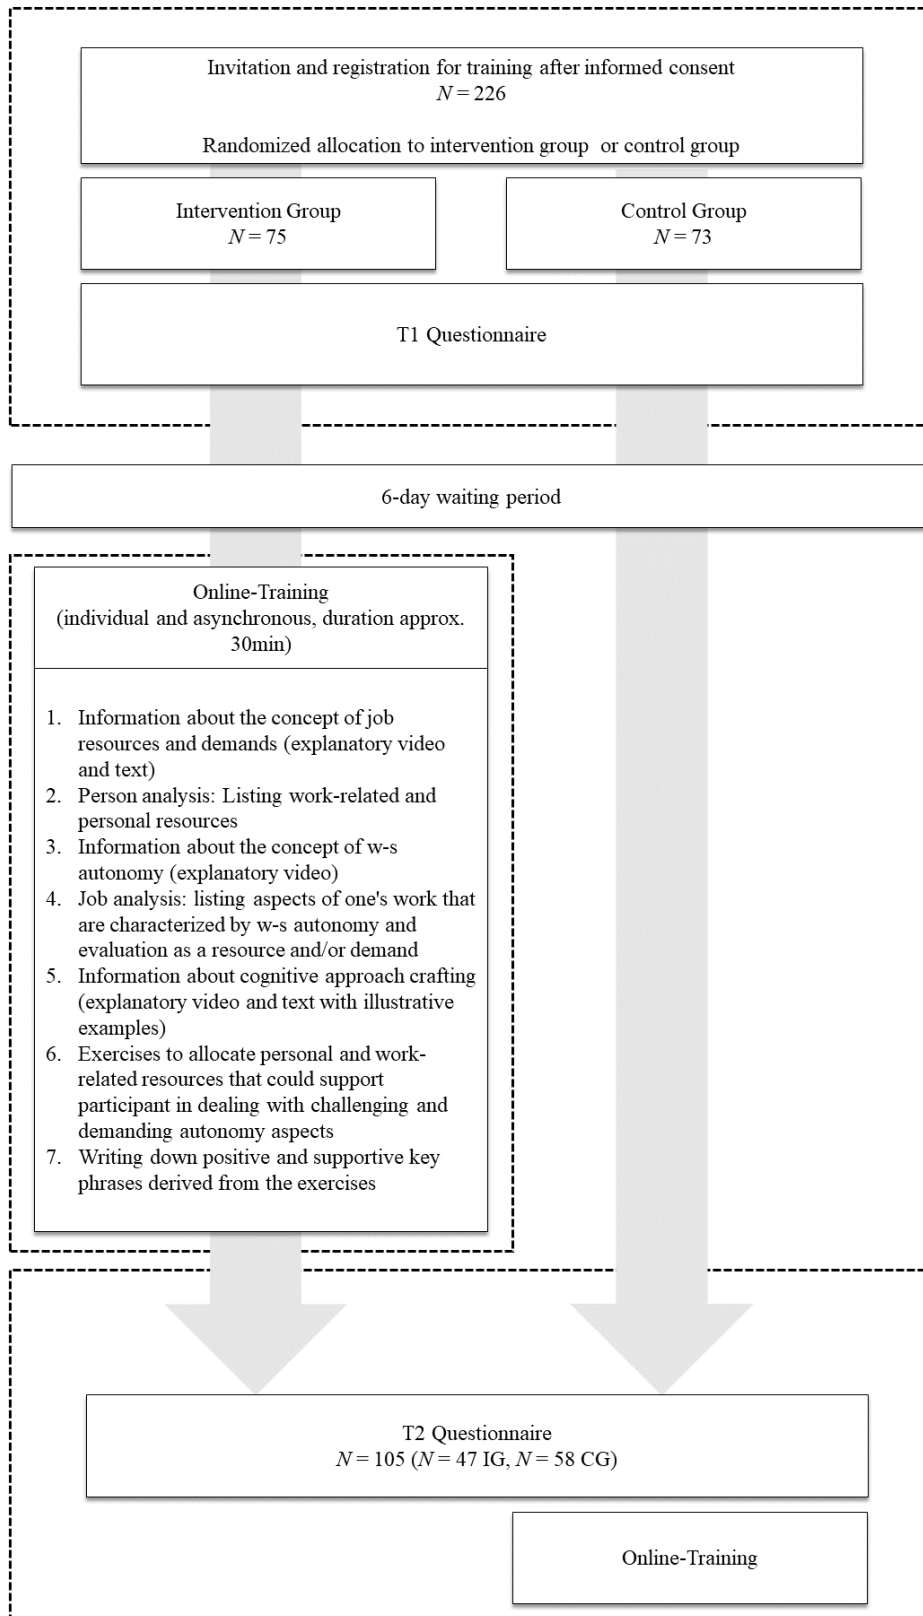 Invitation and registration for training after informed consent
N = 226
Randomized allocation to intervention group or control group
Intervention Group
N = 75
Control Group
N = 73
T1 Questionnaire
6-day waiting period
Online-Training
(individual and asynchronous, duration approx.
30min)
1. Information about the concept of job
resources and demands (explanatory video
and text)
2. Person analysis: Listing work-related and
personal resources
3. Information about the concept of w-s
autonomy (explanatory video)
4. Job analysis: listing aspects of one's work that
are characterized by w-s autonomy and
evaluation as a resource and/or demand
5. Information about cognitive approach crafting
(explanatory video and text with illustrative
examples)
6. Exercises to allocate personal and work-
related resources that could support
participant in dealing with challenging and
demanding autonomy aspects
7. Writing down positive and supportive key
phrases derived from the exercises
T2 Questionnaire
N = 105 (N = 47 IG, N = 58 CG)
Online-Training